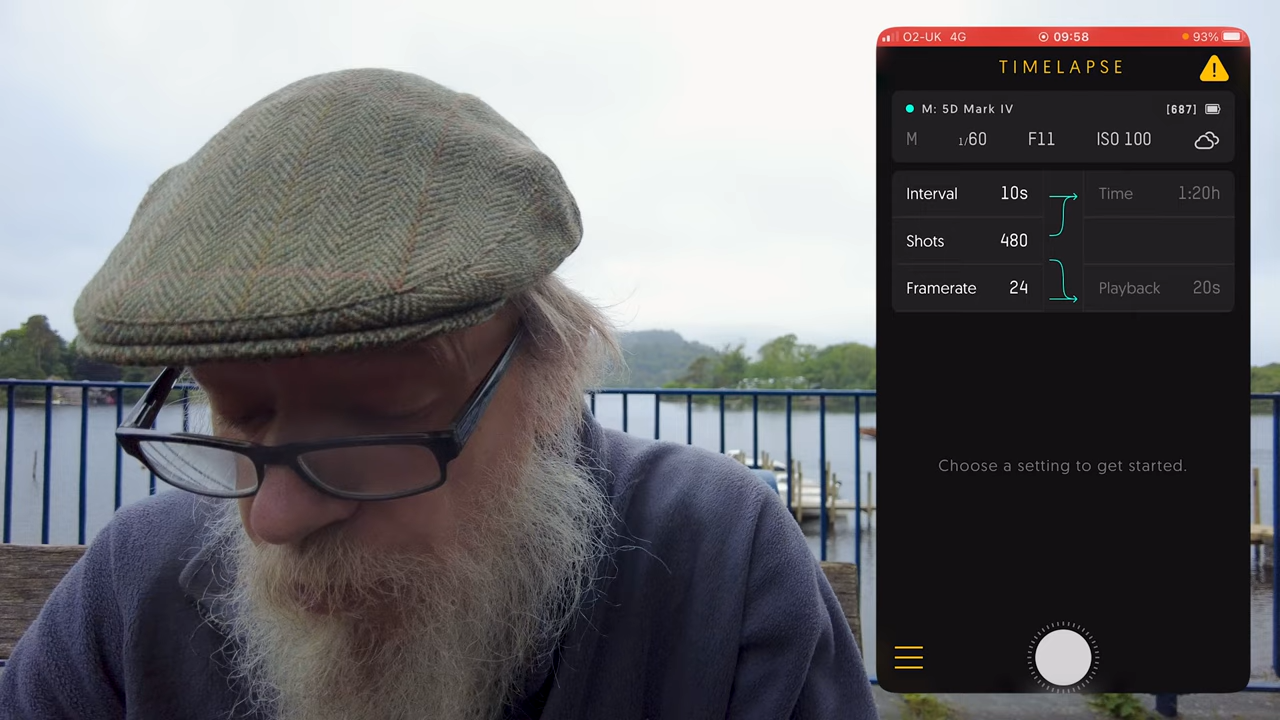 O2-UK 4G 09:58 93%
TIMELAPSE
M: 5D Mark IV [687]
M 1/60 F11 ISO 100
Interval 10s Time 1:20h
Shots 480
Framerate 24 Playback 20s
Choose a setting to get started.